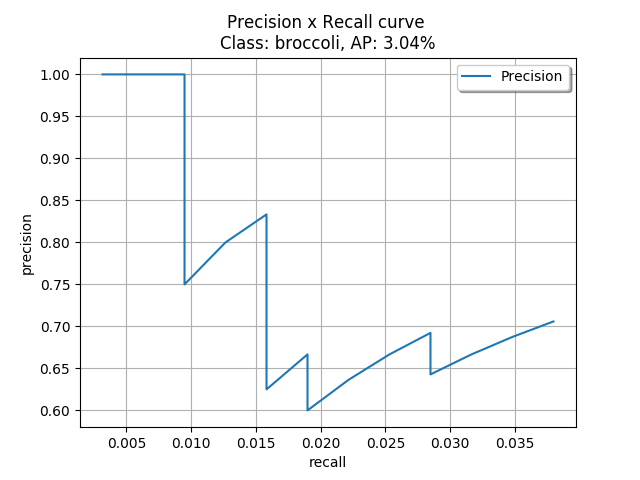 Precision x Recall curve
Class: broccoli, AP: 3.04%
Precision
1.00
0.95
0.90
0.85
0.80
0.75
0.70
0.65
0.60
precision
0.005 0.010 0.015 0.020 0.025 0.030 0.035
recall